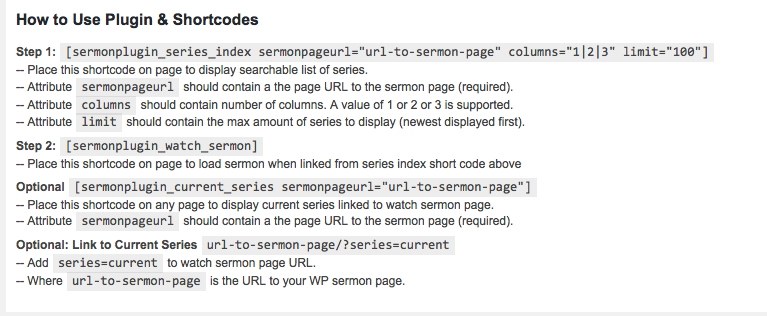 How to Use Plugin & Shortcodes
Step 1: [sermonplugin_series_index sermonpageurl="url-to-sermon-page" columns="1|2|3" limit="100"]
-- Place this shortcode on page to display searchable list of series.
-- Attribute sermonpageurl should contain a the page URL to the sermon page (required).
-- Attribute columns should contain number of columns. A value of 1 or 2 or 3 is supported.
-- Attribute limit should contain the max amount of series to display (newest displayed first).
Step 2: [sermonplugin_watch_sermon]
-- Place this shortcode on page to load sermon when linked from series index short code above
Optional [sermonplugin_current_series sermonpageurl="url-to-sermon-page"]
-- Place this shortcode on any page to display current series linked to watch sermon page.
-- Attribute sermonpageurl should contain a the page URL to the sermon page (required).
Optional: Link to Current Series url-to-sermon-page/?series=current
-- Add series=current to watch sermon page URL.
-- Where url-to-sermon-page is the URL to your WP sermon page.